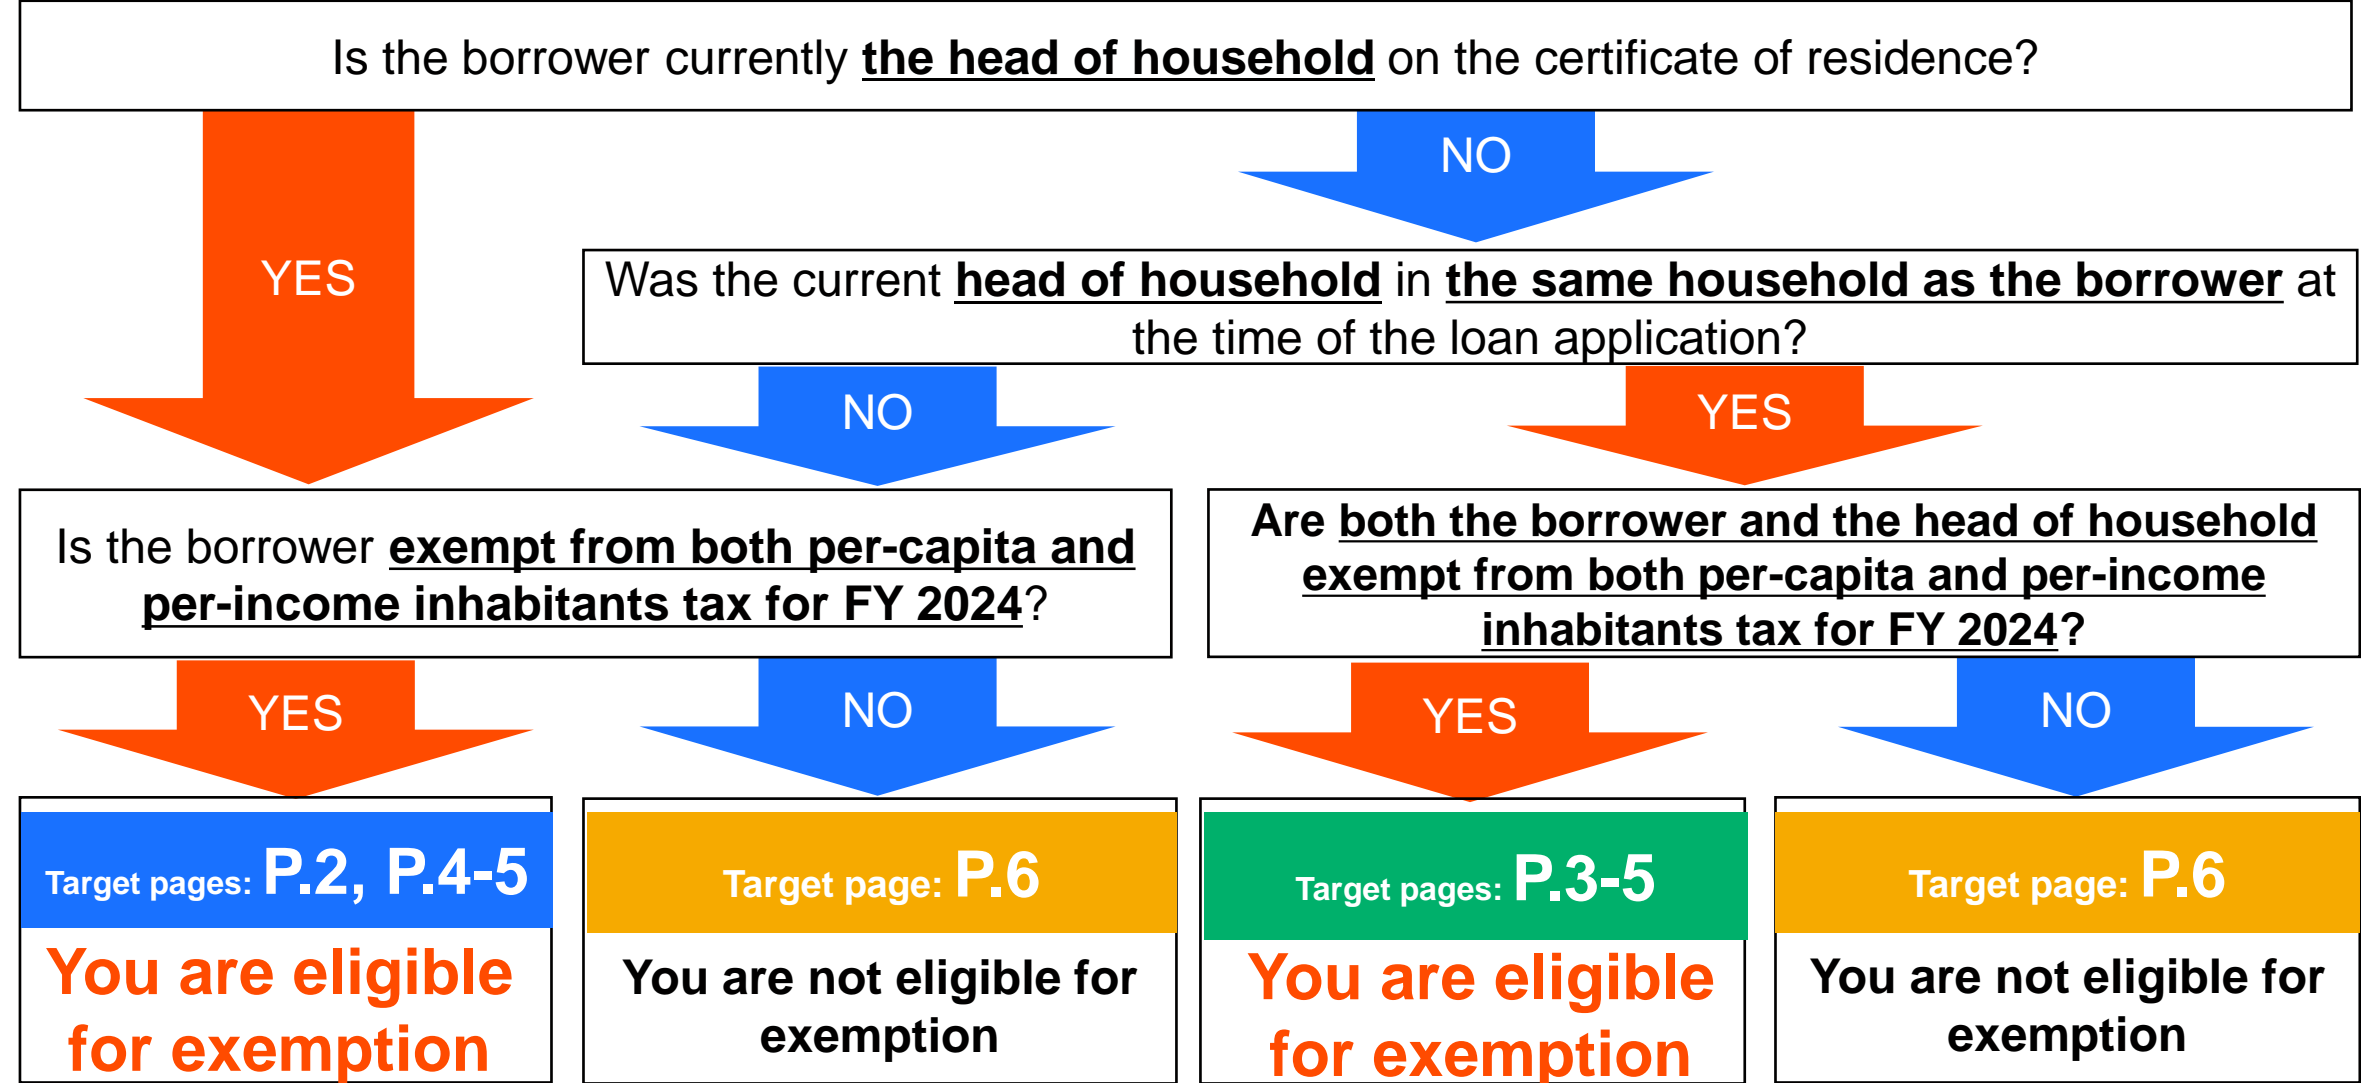 Is the borrower currently the head of household on the certificate of residence?
NO
YES
Was the current head of household in the same household as the borrower at
the time of the loan application?
NO
YES
Is the borrower exempt from both per-capita and
per-income inhabitants tax for FY 2024?
Are both the borrower and the head of household
exempt from both per-capita and per-income
inhabitants tax for FY 2024?
YES
NO
YES
NO
Target pages: P.2, P.4-5
You are eligible
for exemption
Target page: P.6
You are not eligible for
exemption
Target pages: P.3-5
You are eligible
for exemption
Target page: P.6
You are not eligible for
exemption